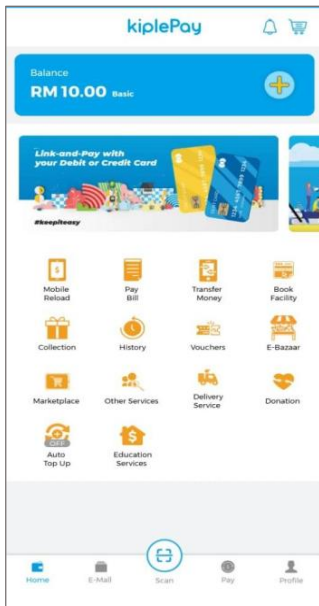 kiplePay
Balance
RM 10.00 Basic
Link-and-Pay with
your Debit or Credit Card
#keepiteasy
Mobile
Reload
Pay
Bill
Transfer
Money
Book
Facility
Collection
History
Vouchers
E-Bazaar
Marketplace
Other Services
Delivery
Service
Donation
OFF
Auto
Top Up
Education
Services
Home
E-Mall
Scan
Pay
Profile